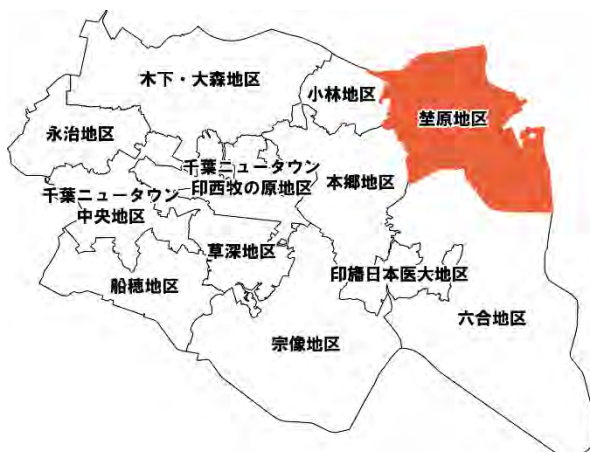 木下・大森地区
小林地区
埜原地区
永治地区
千葉ニュータウン
印西牧の原地区
本郷地区
千葉ニュータウン
中央地区
草深地区
印旛日本医大地区
船穂地区
六合地区
宗像地区